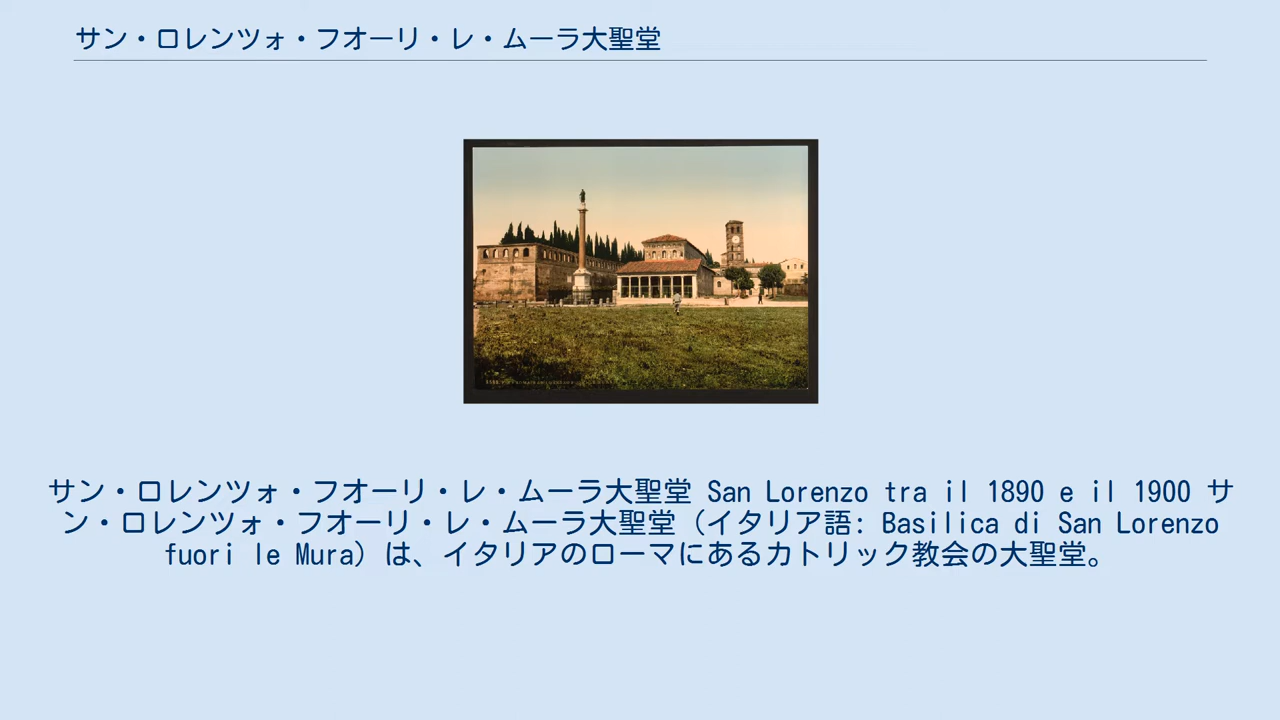 サン・ロレンツォ・フオーリ・レ・ムーラ大聖堂
サン・ロレンツォ・フオーリ・レ・ムーラ大聖堂 San Lorenzo tra il 1890 e il 1900 サ
ン・ロレンツォ・フオーリ・レ・ムーラ大聖堂（イタリア語: Basilica di San Lorenzo
fuori le Mura）は、イタリアのローマにあるカトリック教会の大聖堂。